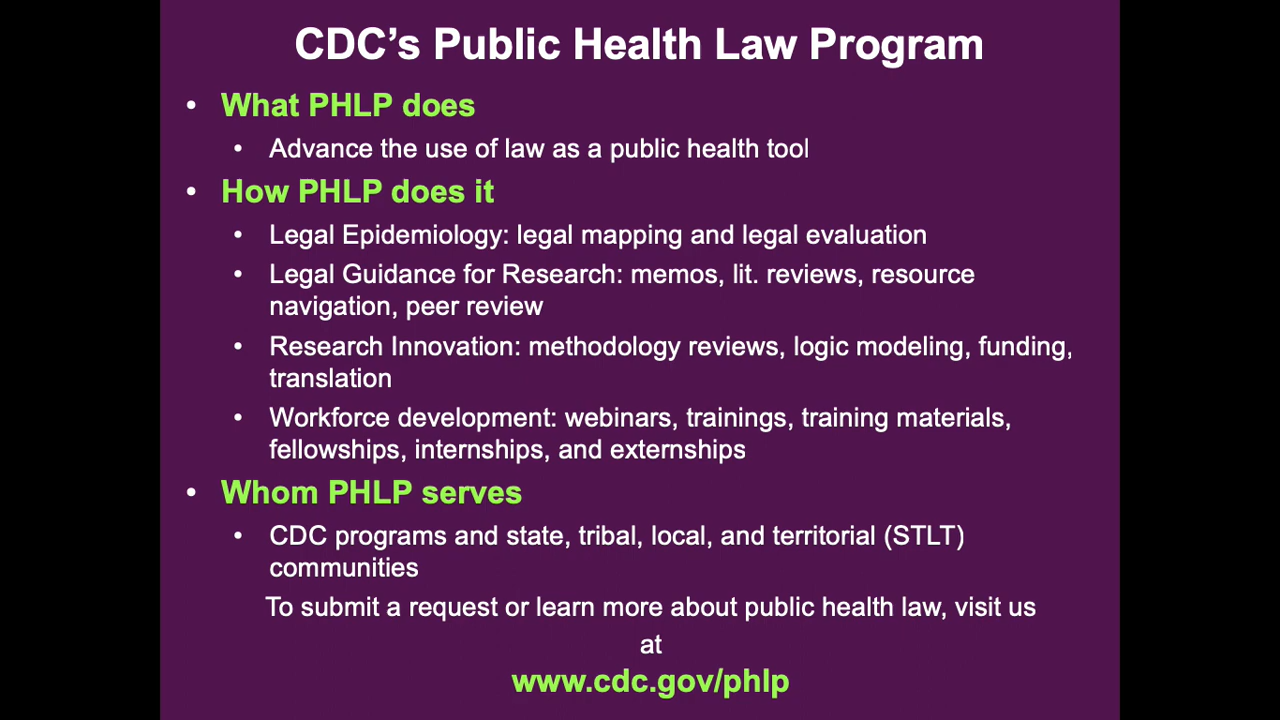 CDC’s Public Health Law Program
• What PHLP does
• Advance the use of law as a public health tool
• How PHLP does it
• Legal Epidemiology: legal mapping and legal evaluation
• Legal Guidance for Research: memos, lit. reviews, resource
navigation, peer review
• Research Innovation: methodology reviews, logic modeling, funding,
translation
• Workforce development: webinars, trainings, training materials,
fellowships, internships, and externships
• Whom PHLP serves
• CDC programs and state, tribal, local, and territorial (STLT)
communities
To submit a request or learn more about public health law, visit us
at
www.cdc.gov/phlp